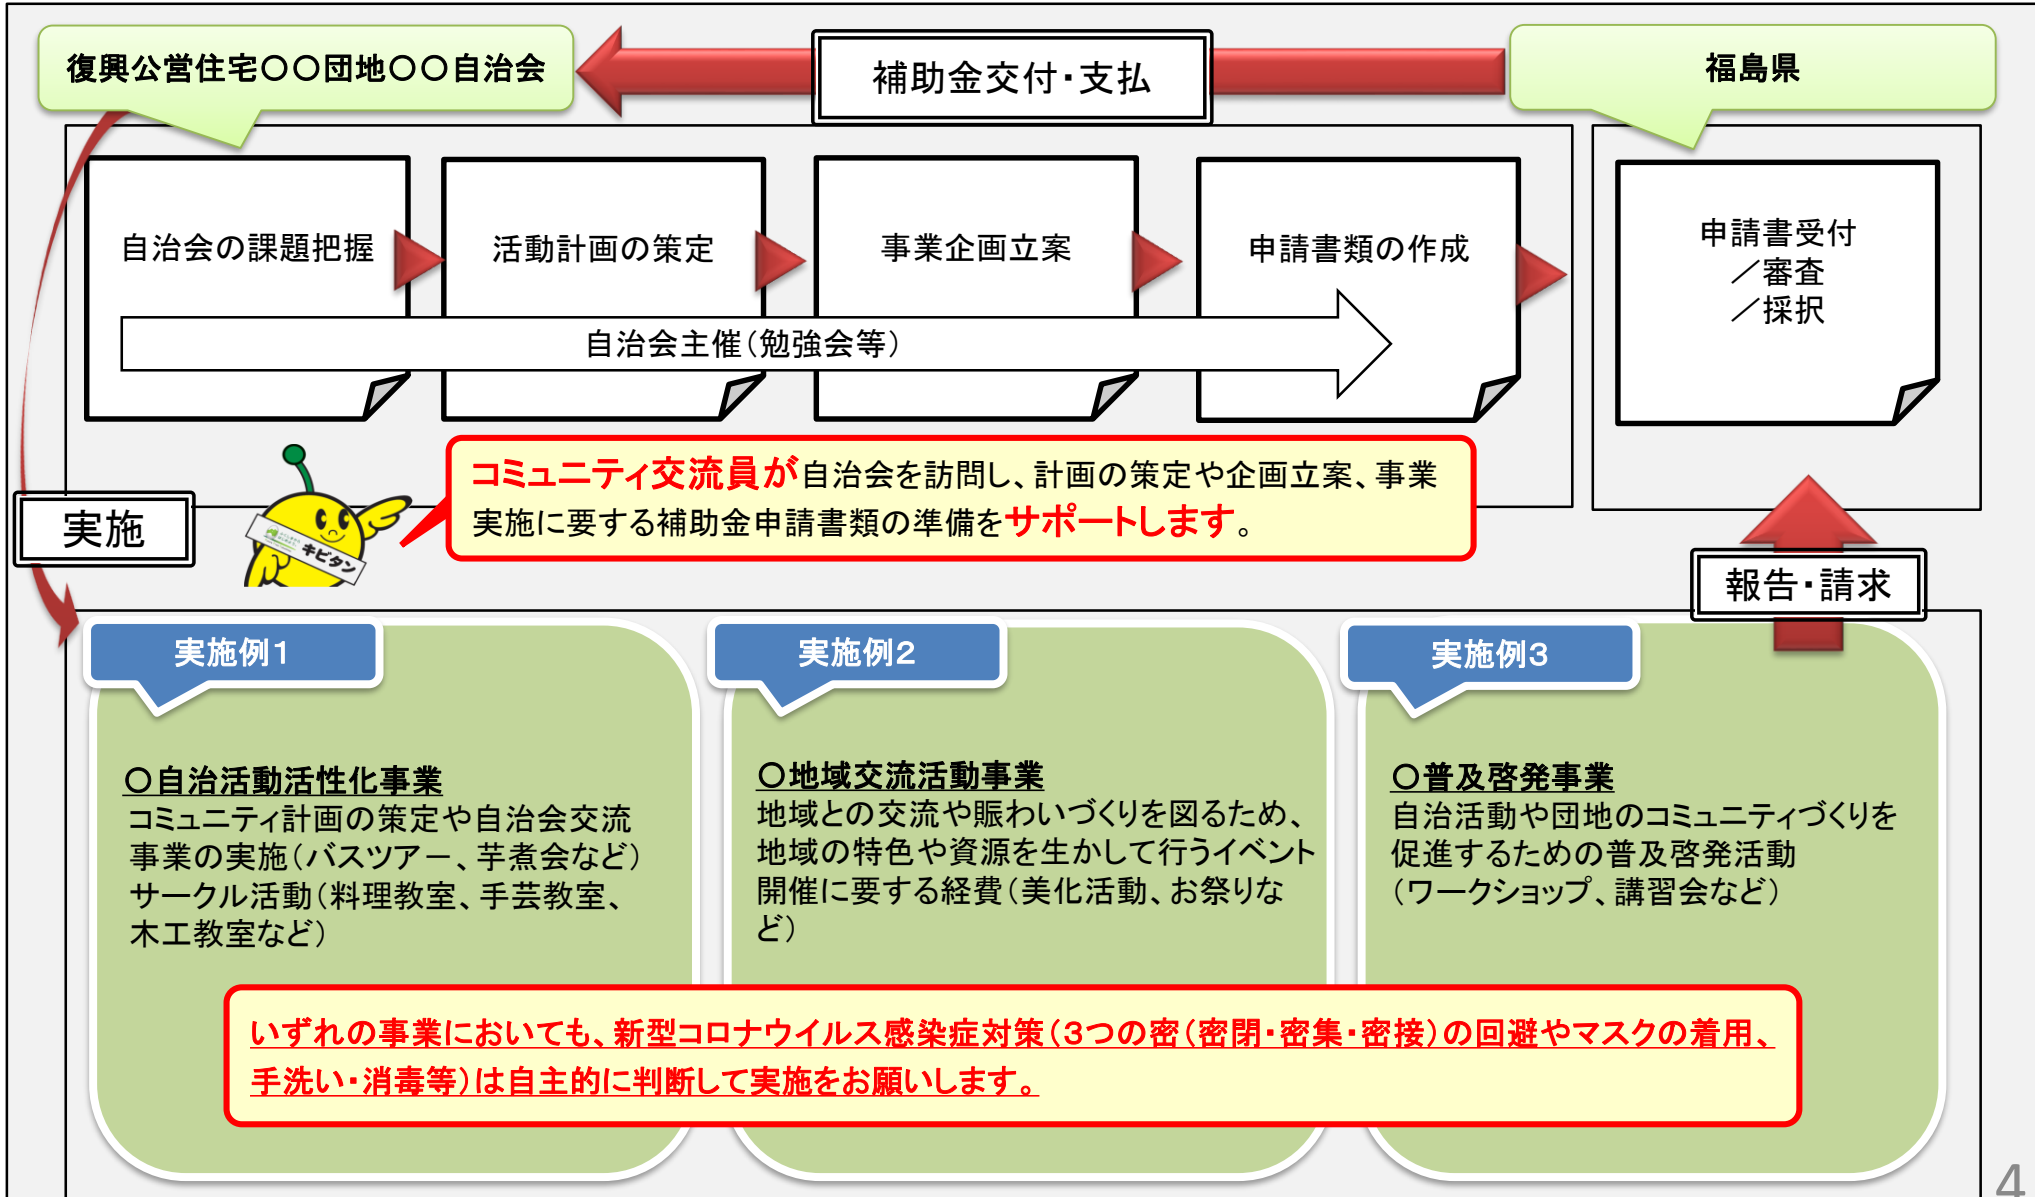 復興公営住宅〇〇団地〇〇自治会
補助金交付・支払
福島県
自治会の課題把握
活動計画の策定
事業企画立案
申請書類の作成
申請書受付
／審査
／採択
自治会主催（勉強会等）
コミュニティ交流員が自治会を訪問し、計画の策定や企画立案、事業
実施に要する補助金申請書類の準備をサポートします。
実施
キビタン
報告・請求
実施例１
〇自治活動活性化事業
コミュニティ計画の策定や自治会交流
事業の実施（バスツアー、芋煮会など）
サークル活動（料理教室、手芸教室、
木工教室など）
実施例２
〇地域交流活動事業
地域との交流や賑わいづくりを図るため、
地域の特色や資源を生かして行うイベント
開催に要する経費（美化活動、お祭りな
ど）
実施例３
〇普及啓発事業
自治活動や団地のコミュニティづくりを
促進するための普及啓発活動
（ワークショップ、講習会など）
いずれの事業においても、新型コロナウイルス感染症対策（３つの密（密閉・密集・密接）の回避やマスクの着用、
手洗い・消毒等）は自主的に判断して実施をお願いします。
4